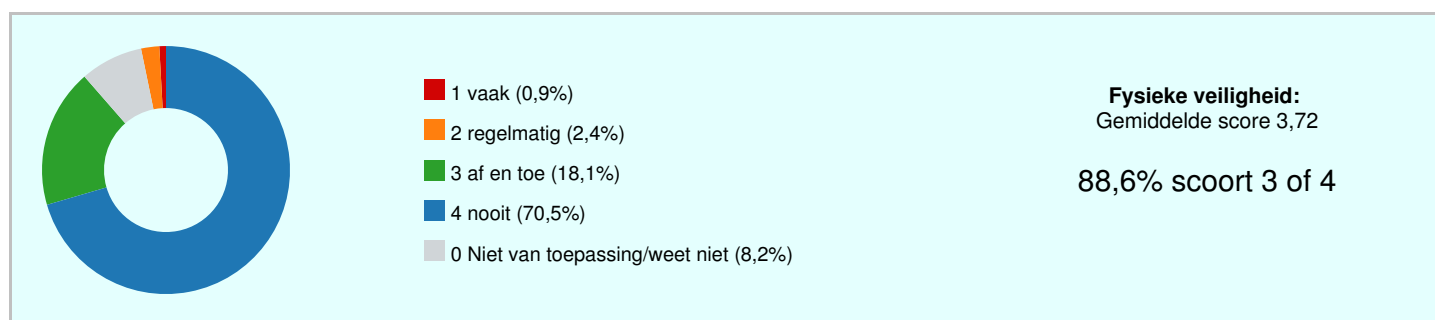 1 vaak (0,9%)
2 regelmatig (2,4%)
3 af en toe (18,1%)
4 nooit (70,5%)
0 Niet van toepassing/weet niet (8,2%)
Fysieke veiligheid:
Gemiddelde score 3,72
88,6% scoort 3 of 4